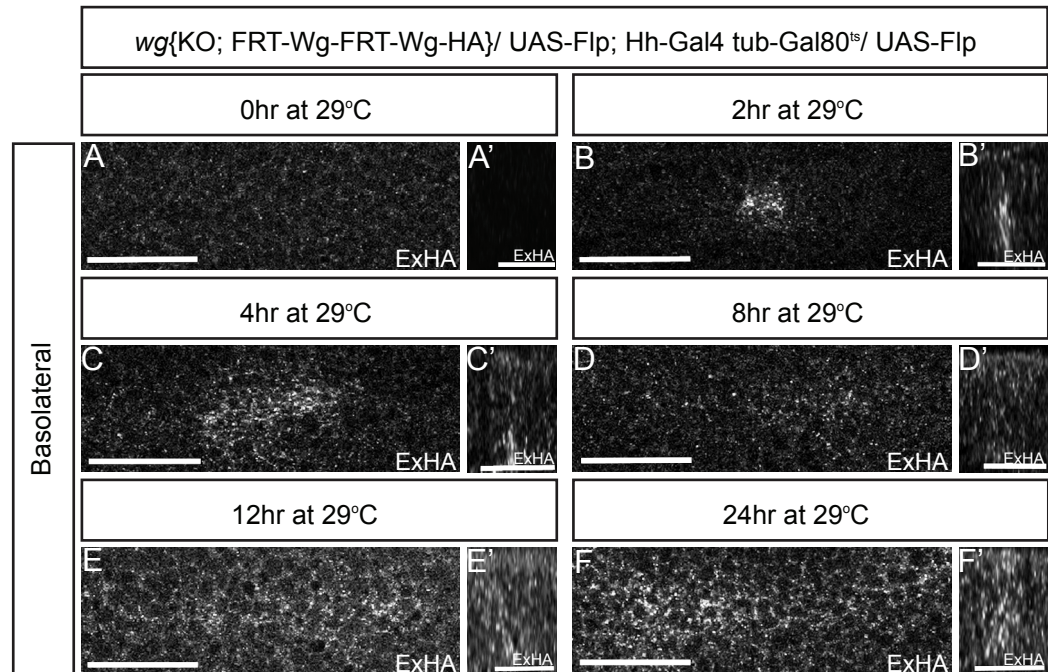 wg{KO; FRT-Wg-FRT-Wg-HA}/ UAS-Flp; Hh-Gal4 tub-Gal80ts/ UAS-Flp
0hr at 29°C
2hr at 29°C
Basolateral
A
ExHA
A'
ExHA
B
ExHA
B'
ExHA
4hr at 29°C
8hr at 29°C
C
ExHA
C'
ExHA
D
ExHA
D'
ExHA
12hr at 29°C
24hr at 29°C
E
ExHA
E'
ExHA
F
ExHA
F'
ExHA